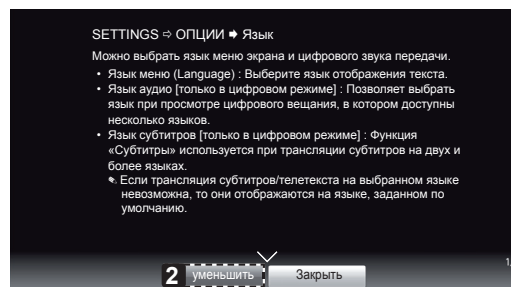 SETTINGS ⇨ ОПЦИИ ➧ Язык
Можно выбрать язык меню экрана и цифрового звука передачи.
• Язык меню (Language) : Выберите язык отображения текста.
• Язык аудио [только в цифровом режиме] : Позволяет выбрать
язык при просмотре цифрового вещания, в котором доступны
несколько языков.
• Язык субтитров [только в цифровом режиме] : Функция
«Субтитры» используется при трансляции субтитров на двух и
более языках.
✎ Если трансляция субтитров/телетекста на выбранном языке
невозможна, то они отображаются на языке, заданном по
умолчанию.
2 уменьшить Закрыть